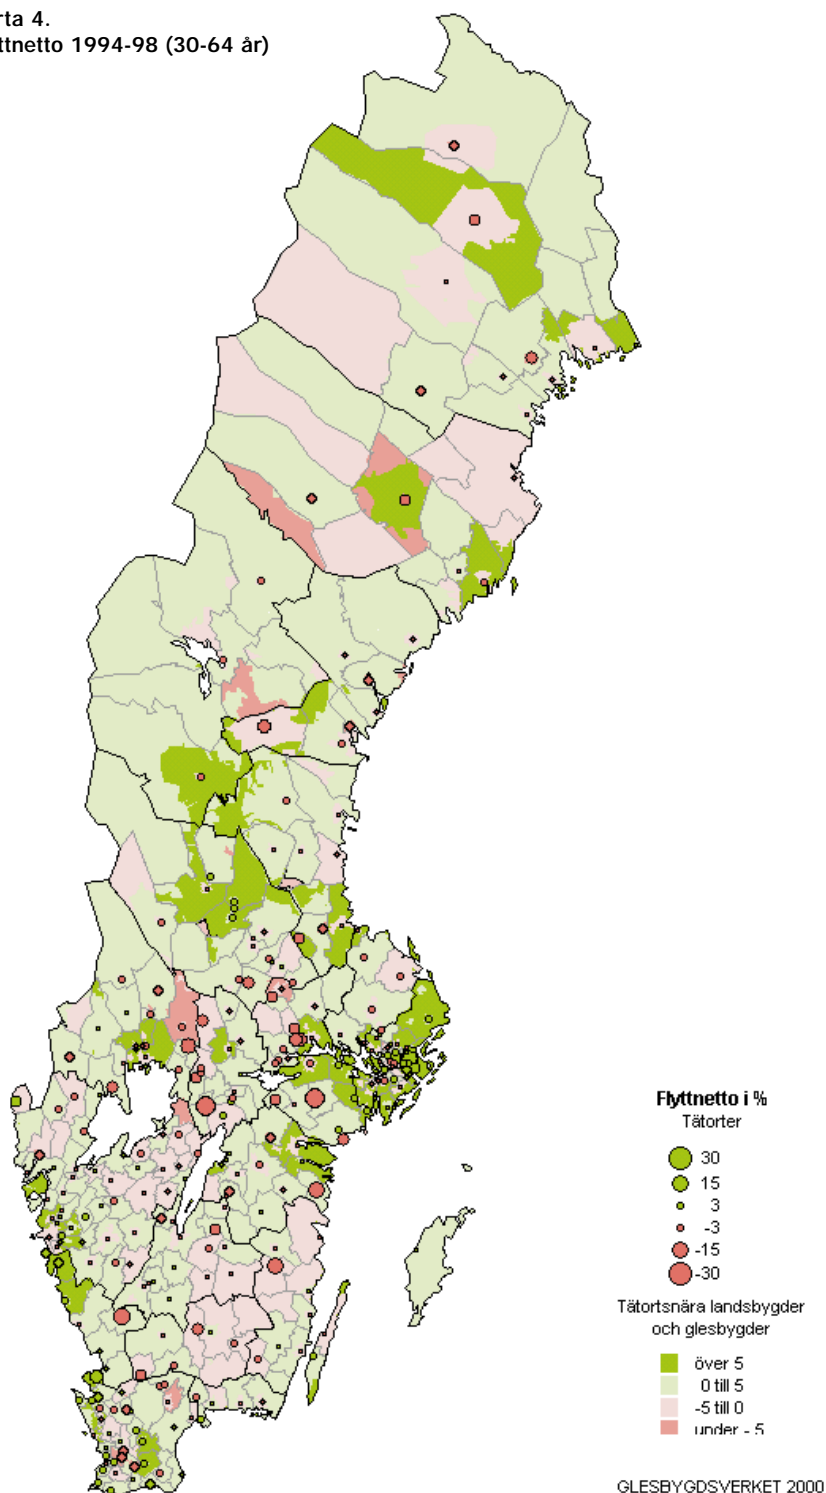 rta 4.
ttnetto 1994-98 (30-64 år)
Flyttnetto i %
Tätorter
30
15
3
-3
-15
-30
Tätortsnära landsbygder
och glesbygder
över 5
0 till 5
-5 till 0
under - 5
GLESBYGDSVERKET 2000